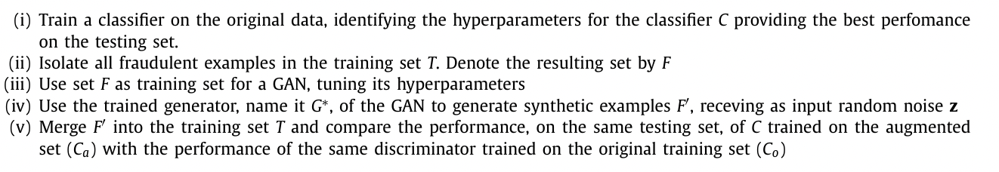 (i) Train a classifier on the original data, identifying the hyperparameters for the classifier C providing the best perfomance
on the testing set.
(ii) Isolate all fraudulent examples in the training set T. Denote the resulting set by F
(iii) Use set F as training set for a GAN, tuning its hyperparameters
(iv) Use the trained generator, name it G*, of the GAN to generate synthetic examples F′, receving as input random noise z
(v) Merge F′ into the training set T and compare the performance, on the same testing set, of C trained on the augmented
set (Cₐ) with the performance of the same discriminator trained on the original training set (Cₒ)